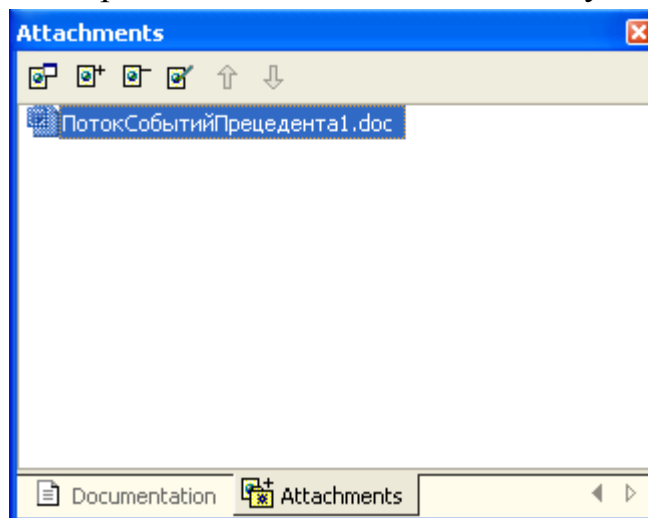 Attachments
ПотокСобытийПрецедента1.doc
Documentation Attachments